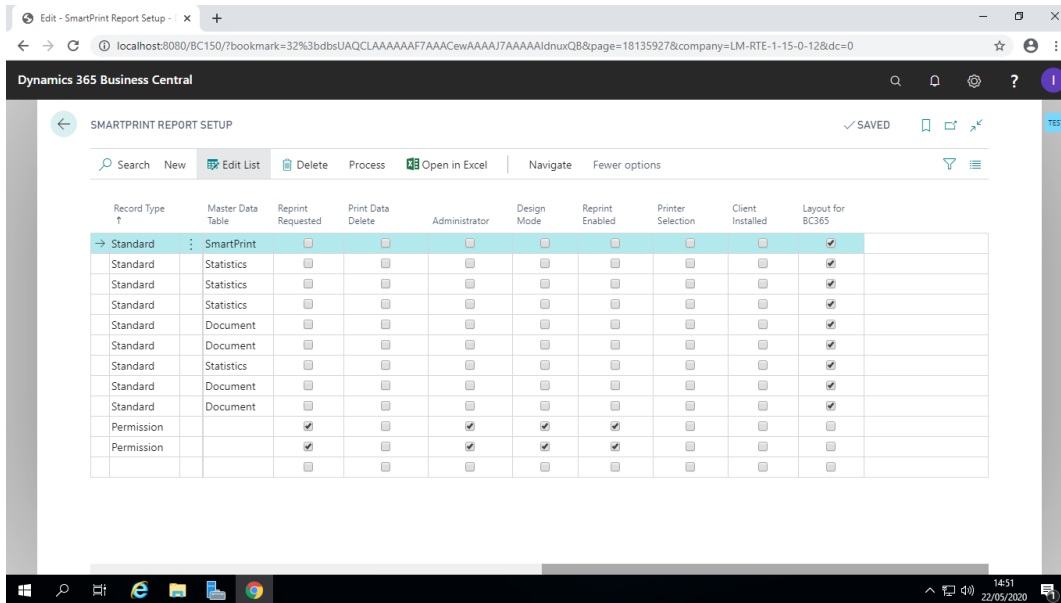 Edit - SmartPrint Report Setup -
localhost:8080/BC150/?bookmark=32%3bdbsUAQCLAAAAAAF7AAACewAAAAJ7AAAAAIdnuxQB&page=18135927&company=LM-RTE-1-15-0-12&dc=0
Dynamics 365 Business Central
?
I
SMARTPRINT REPORT SETUP
SAVED
TES
Search New Edit List Delete Process Open in Excel Navigate Fewer options
Record Type Master Data Reprint Print Data Design Reprint Printer Client Layout for
↑ Table Requested Delete Administrator Mode Enabled Selection Installed BC365
→ Standard SmartPrint
Standard Statistics
Standard Statistics
Standard Statistics
Standard Document
Standard Document
Standard Statistics
Standard Document
Standard Document
Permission
Permission
14:51
22/05/2020